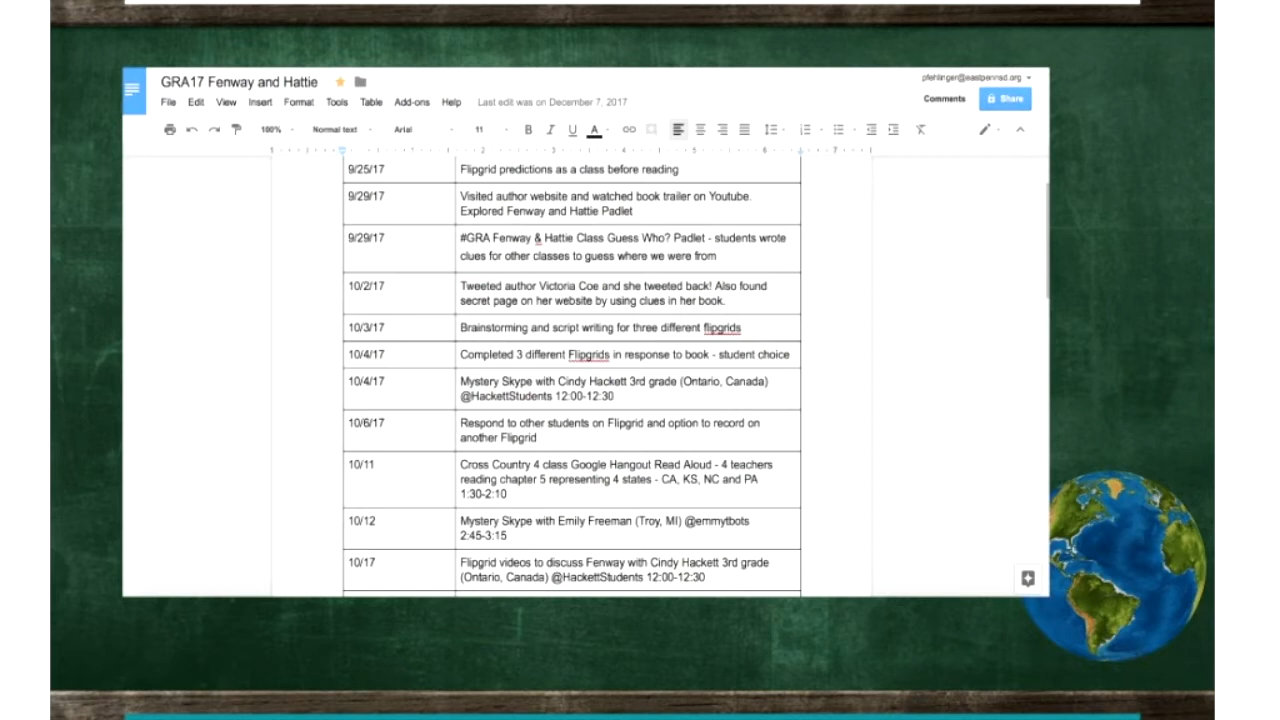 GRA17 Fenway and Hattie
pfehlinger@eastpennsd.org
File Edit View Insert Format Tools Table Add-ons Help Last edit was on December 7, 2017
Comments Share
100% Normal text Arial 11 B I U A
1 1 2 3 4 5 6 7
9/25/17 Flipgrid predictions as a class before reading
9/29/17 Visited author website and watched book trailer on Youtube.
Explored Fenway and Hattie Padlet
9/29/17 #GRA Fenway & Hattie Class Guess Who? Padlet - students wrote
clues for other classes to guess where we were from
10/2/17 Tweeted author Victoria Coe and she tweeted back! Also found
secret page on her website by using clues in her book.
10/3/17 Brainstorming and script writing for three different flipgrids
10/4/17 Completed 3 different Flipgrids in response to book - student choice
10/4/17 Mystery Skype with Cindy Hackett 3rd grade (Ontario, Canada)
@HackettStudents 12:00-12:30
10/6/17 Respond to other students on Flipgrid and option to record on
another Flipgrid
10/11 Cross Country 4 class Google Hangout Read Aloud - 4 teachers
reading chapter 5 representing 4 states - CA, KS, NC and PA
1:30-2:10
10/12 Mystery Skype with Emily Freeman (Troy, MI) @emmytbots
2:45-3:15
10/17 Flipgrid videos to discuss Fenway with Cindy Hackett 3rd grade
(Ontario, Canada) @HackettStudents 12:00-12:30